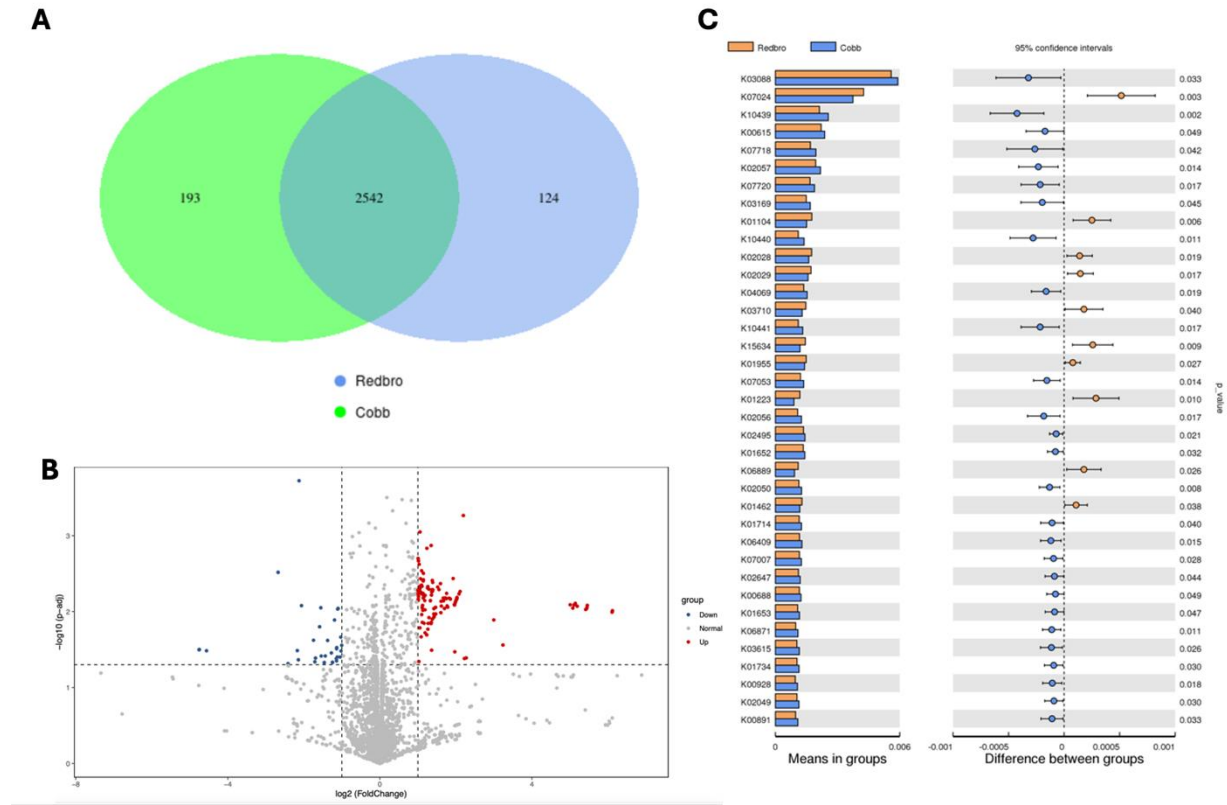 A
193
2542
124
Redbro
Cobb
B
3
2
1
0
-8
-4
0
4
−log10 (p−adj)
log2 (FoldChange)
group
Down
Normal
Up
C
Redbro
Cobb
95% confidence intervals
K03088 0.033
K07024 0.003
K10439 0.002
K00615 0.049
K07718 0.042
K02057 0.014
K07720 0.017
K03169 0.045
K01104 0.006
K10440 0.011
K02028 0.019
K02029 0.017
K04069 0.019
K03710 0.040
K10441 0.017
K15634 0.009
K01955 0.027
K07053 0.014
K01223 0.010
K02056 0.017
K02495 0.021
K01652 0.032
K06889 0.026
K02050 0.008
K01462 0.038
K01714 0.040
K06409 0.015
K07007 0.028
K02647 0.044
K00688 0.049
K01653 0.047
K06871 0.011
K03615 0.026
K01734 0.030
K00928 0.018
K02049 0.030
K00891 0.033
p_value
0 0.006
Means in groups
-0.001 -0.0005 0 0.0005 0.001
Difference between groups